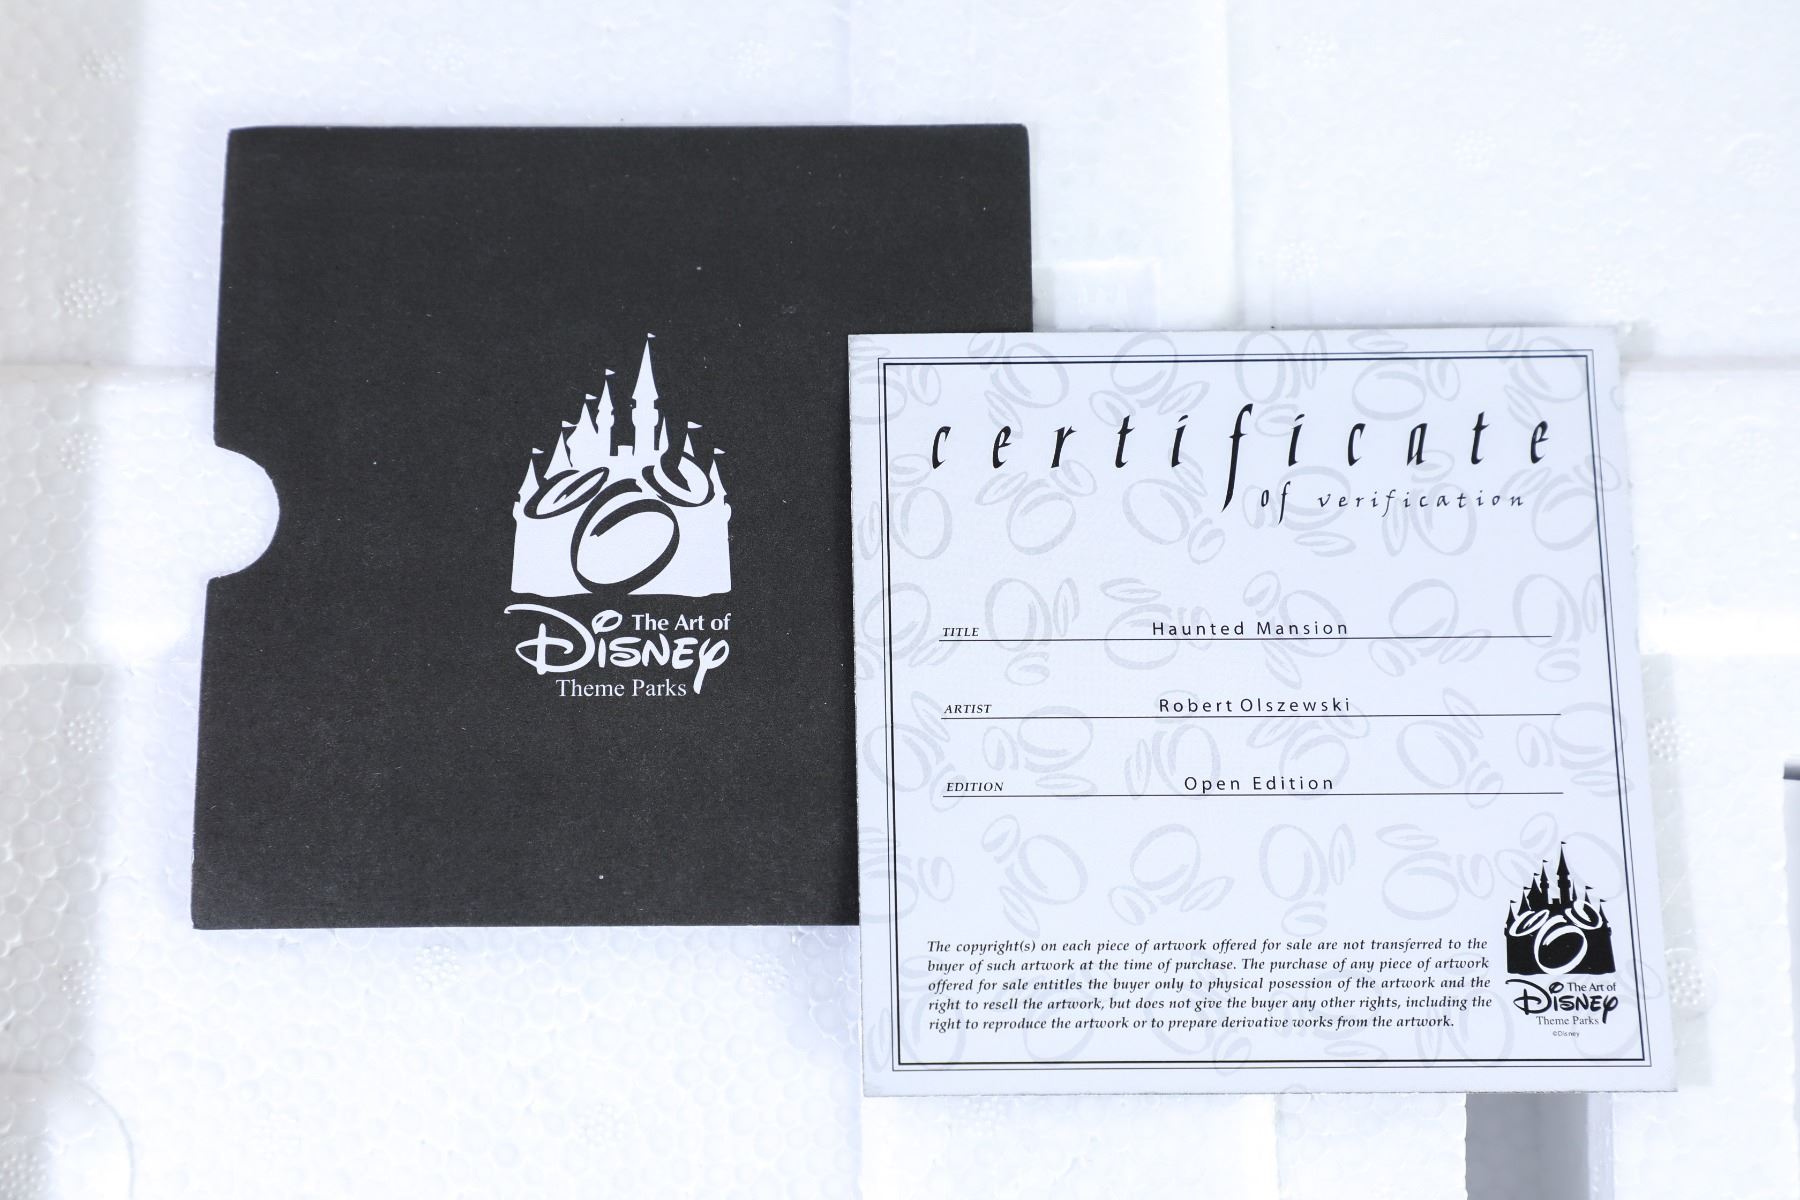 The Art of
Disney
Theme Parks
certificate
of verification
TITLE Haunted Mansion
ARTIST Robert Olszewski
EDITION Open Edition
The copyright(s) on each piece of artwork offered for sale are not transferred to the
buyer of such artwork at the time of purchase. The purchase of any piece of artwork
offered for sale entitles the buyer only to physical posession of the artwork and the
right to resell the artwork, but does not give the buyer any other rights, including the
right to reproduce the artwork or to prepare derivative works from the artwork.
The Art of
Disney
Theme Parks
©Disney